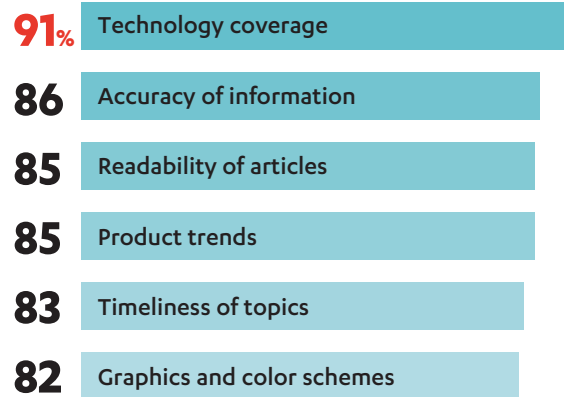 91% Technology coverage
86 Accuracy of information
85 Readability of articles
85 Product trends
83 Timeliness of topics
82 Graphics and color schemes